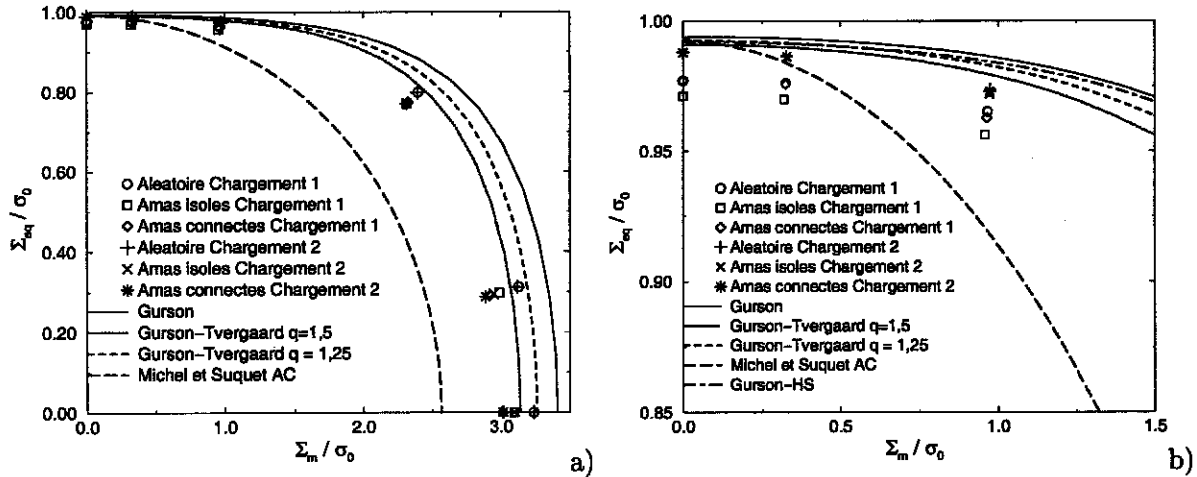 1.00
0.80
0.60
0.40
0.20
0.00
Σeq / σ0
0.0
1.0
2.0
3.0
Σm / σ0
Aleatoire Chargement 1
Amas isoles Chargement 1
Amas connectes Chargement 1
Aleatoire Chargement 2
Amas isoles Chargement 2
Amas connectes Chargement 2
Gurson
Gurson-Tvergaard q=1,5
Gurson-Tvergaard q = 1,25
Michel et Suquet AC
a)
1.00
0.95
0.90
0.85
Σeq / σ0
0.0
0.5
1.0
1.5
Σm / σ0
Aleatoire Chargement 1
Amas isoles Chargement 1
Amas connectes Chargement 1
Aleatoire Chargement 2
Amas isoles Chargement 2
Amas connectes Chargement 2
Gurson
Gurson-Tvergaard q=1,5
Gurson-Tvergaard q = 1,25
Michel et Suquet AC
Gurson-HS
b)